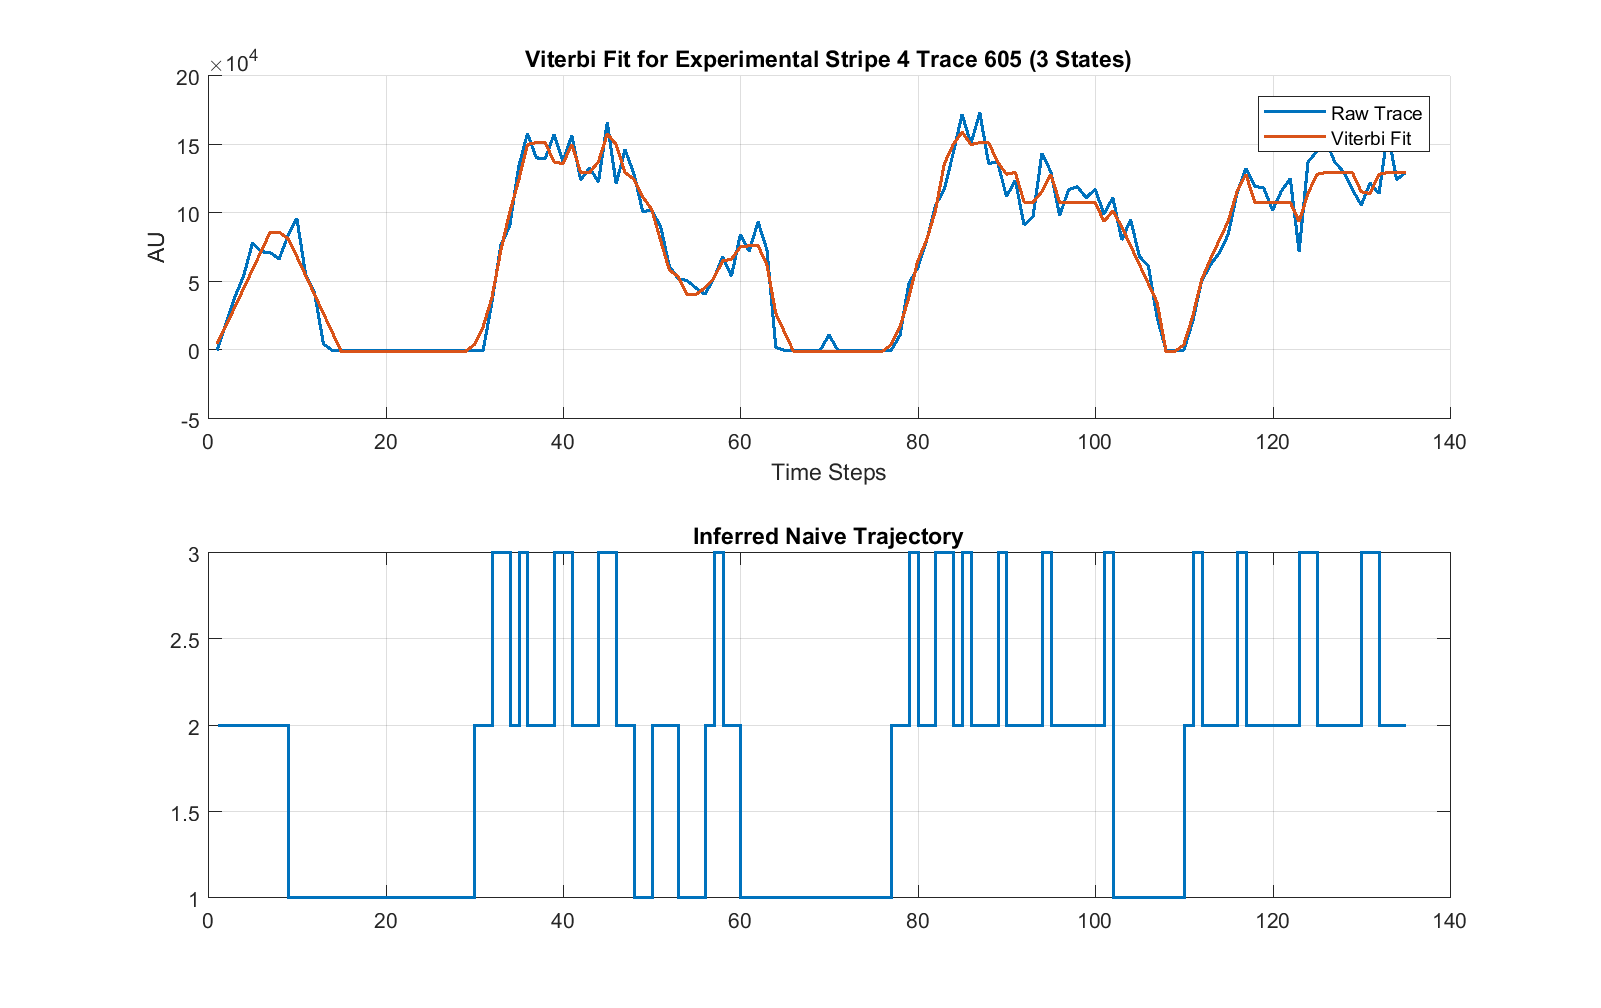 Viterbi Fit for Experimental Stripe 4 Trace 605 (3 States)
×10⁴
20
15
10
5
0
-5
AU
Raw Trace
Viterbi Fit
0 20 40 60 80 100 120 140
Time Steps
Inferred Naive Trajectory
3
2.5
2
1.5
1
0 20 40 60 80 100 120 140